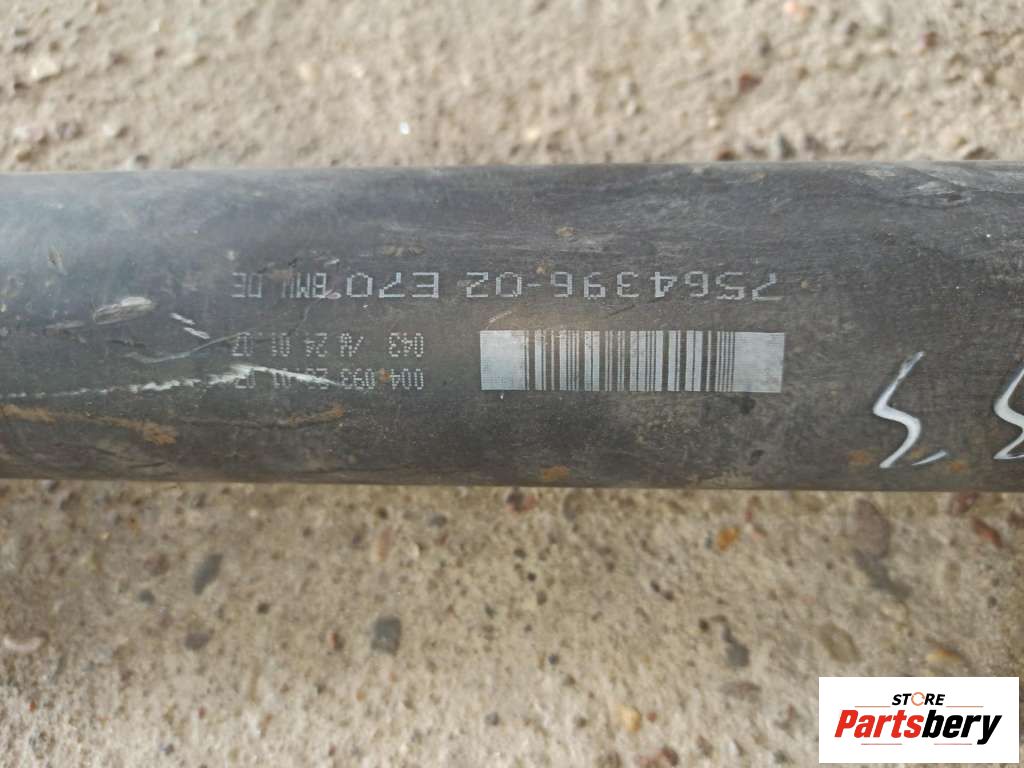 004 093
043 /W 24 01 07
7564396-02 E70 BMW DE
STORE
Partsbery